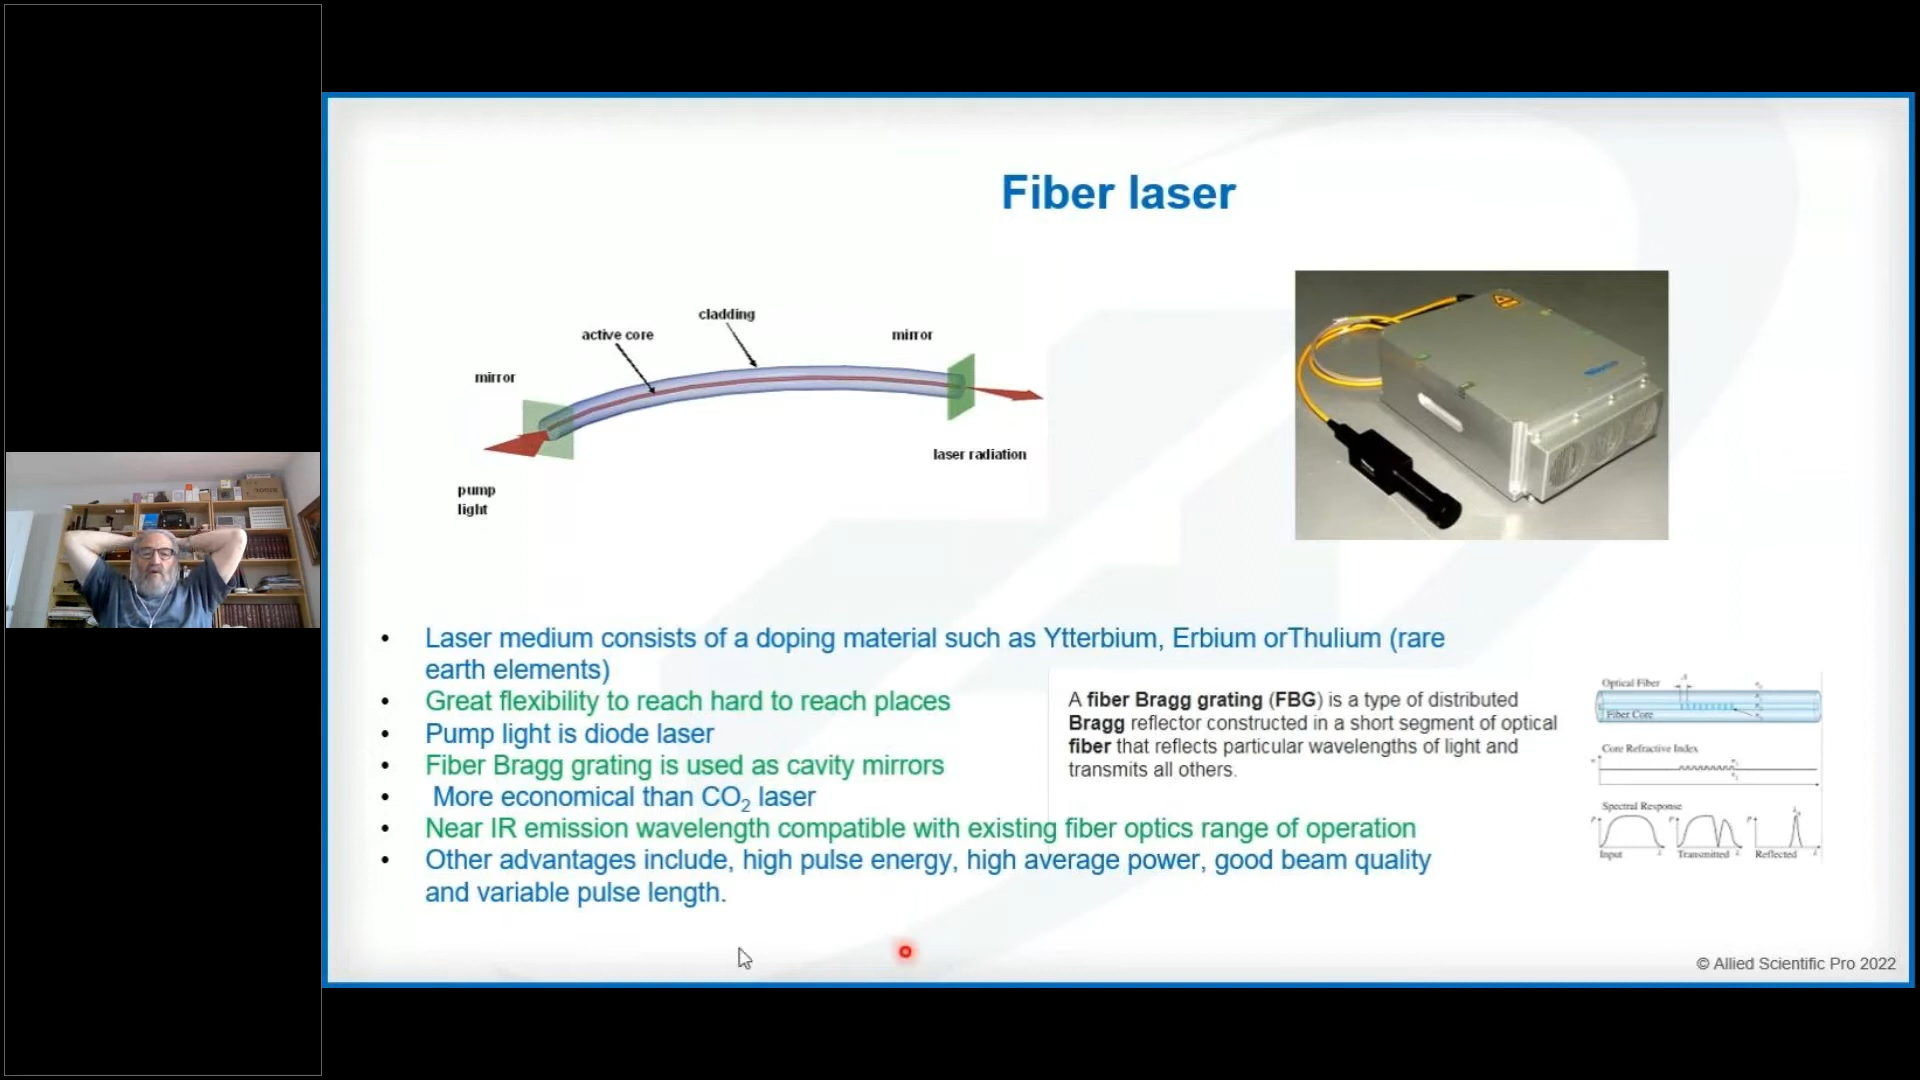 Fiber laser
cladding
active core
mirror
mirror
laser radiation
pump
light
• Laser medium consists of a doping material such as Ytterbium, Erbium orThulium (rare
earth elements)
• Great flexibility to reach hard to reach places
• Pump light is diode laser
• Fiber Bragg grating is used as cavity mirrors
• More economical than CO₂ laser
• Near IR emission wavelength compatible with existing fiber optics range of operation
• Other advantages include, high pulse energy, high average power, good beam quality
and variable pulse length.
A fiber Bragg grating (FBG) is a type of distributed
Bragg reflector constructed in a short segment of optical
fiber that reflects particular wavelengths of light and
transmits all others.
Optical Fiber
Fiber Core
Core Refractive Index
Spectral Response
Input
Transmitted
Reflected
© Allied Scientific Pro 2022